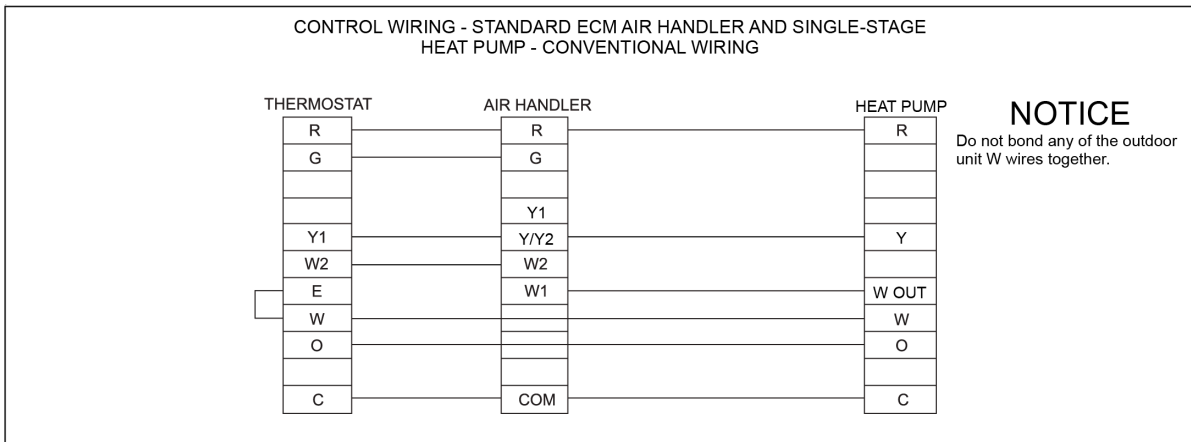 CONTROL WIRING - STANDARD ECM AIR HANDLER AND SINGLE-STAGE
HEAT PUMP - CONVENTIONAL WIRING
THERMOSTAT AIR HANDLER HEAT PUMP
NOTICE
Do not bond any of the outdoor
unit W wires together.
R R R
G G
Y1
Y1 Y/Y2 Y
W2 W2
E W1 W OUT
W W
O O
C COM C